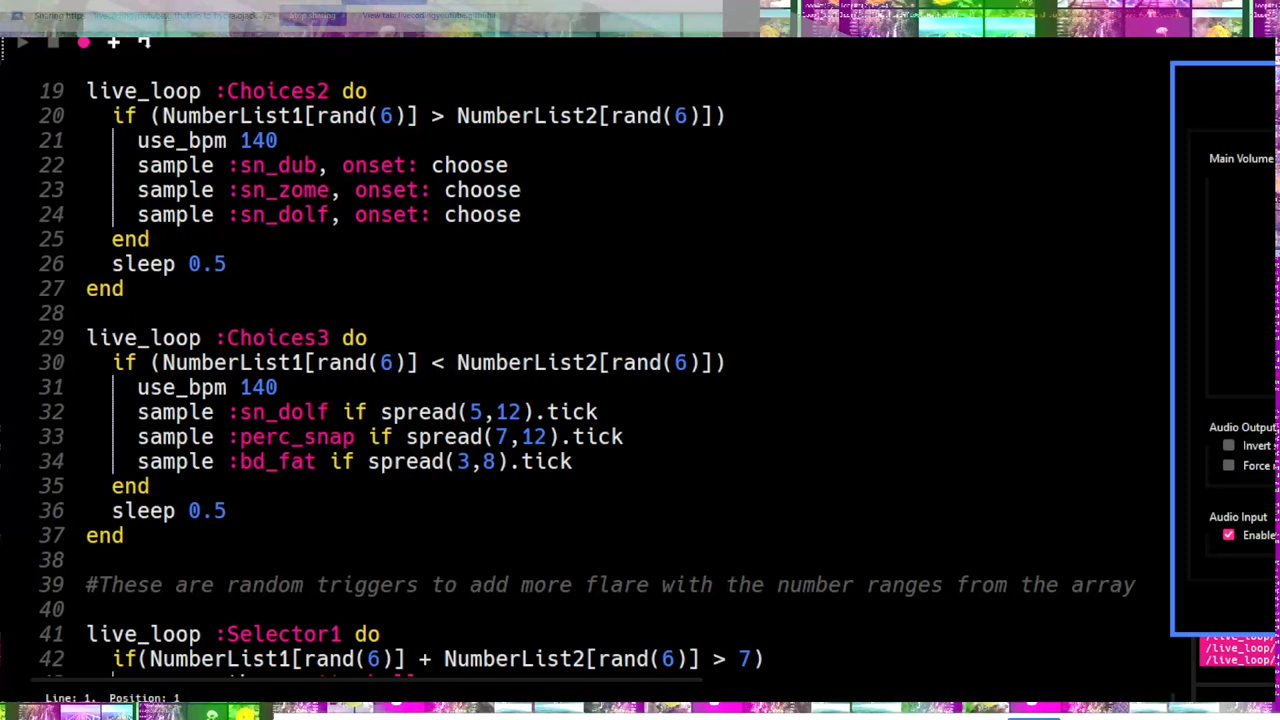 19 live_loop :Choices2 do
20 if (NumberList1[rand(6)] > NumberList2[rand(6)])
21 use_bpm 140
22 sample :sn_dub, onset: choose
23 sample :sn_zome, onset: choose
24 sample :sn_dolf, onset: choose
25 end
26 sleep 0.5
27 end
28
29 live_loop :Choices3 do
30 if (NumberList1[rand(6)] < NumberList2[rand(6)])
31 use_bpm 140
32 sample :sn_dolf if spread(5,12).tick
33 sample :perc_snap if spread(7,12).tick
34 sample :bd_fat if spread(3,8).tick
35 end
36 sleep 0.5
37 end
38
39 #These are random triggers to add more flare with the number ranges from the array
40
41 live_loop :Selector1 do
42 if(NumberList1[rand(6)] + NumberList2[rand(6)] > 7)
Line: 1, Position: 1
Main Volume
Audio Output
Invert
Force
Audio Input
Enable
/live_loop/
/live_loop/
/live_loop/
Stop sharing